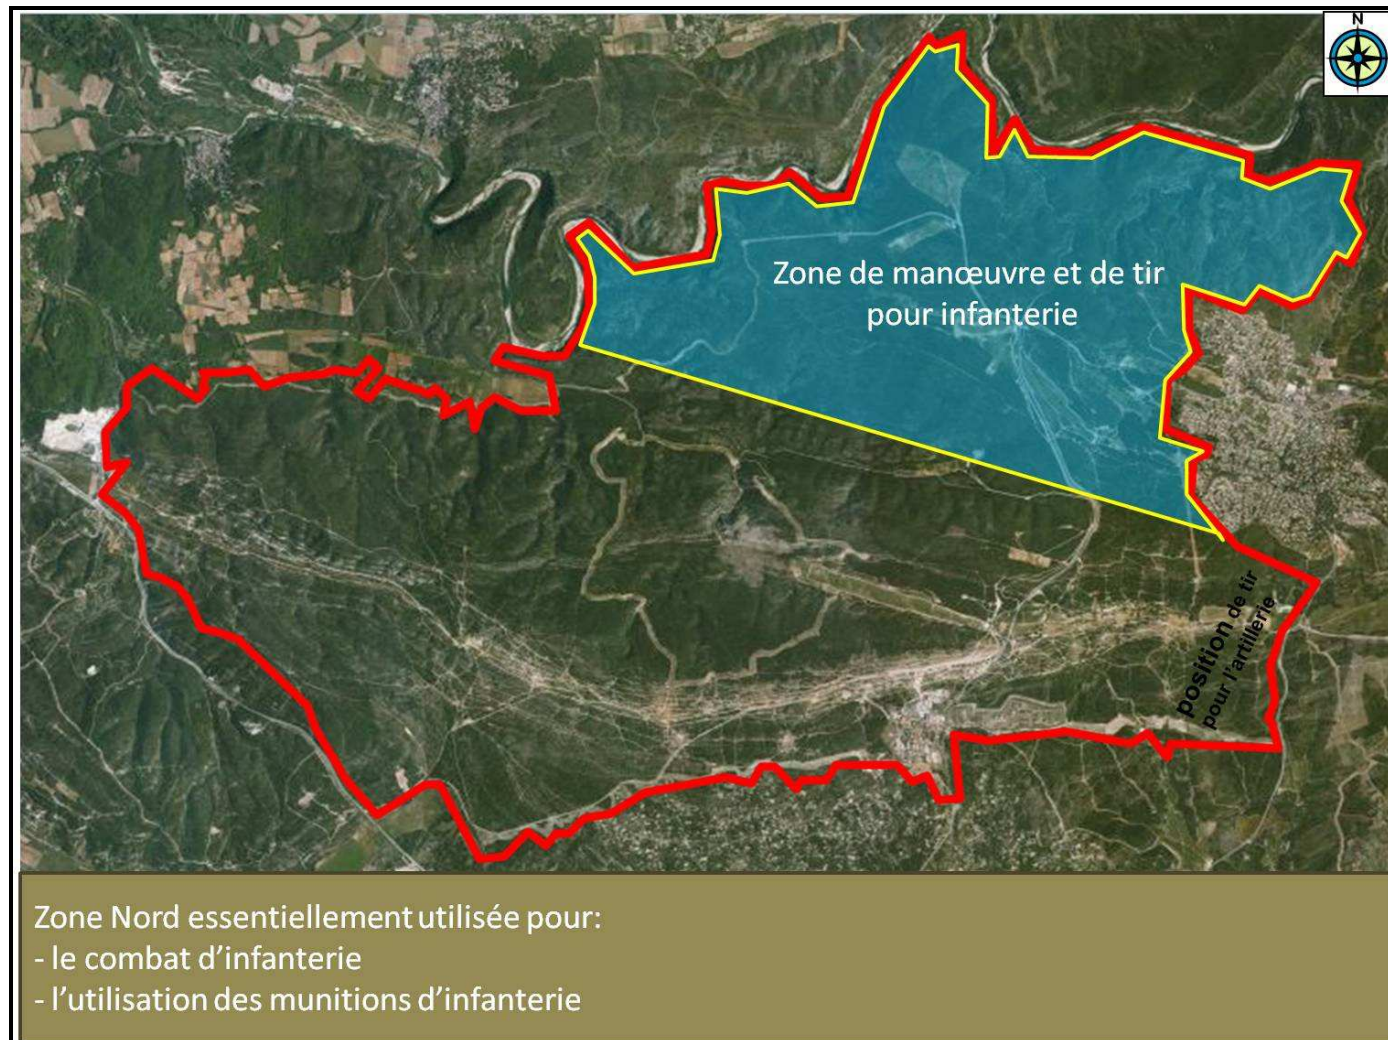 N
Zone de manœuvre et de tir
pour infanterie
position de tir
pour l'artillerie
Zone Nord essentiellement utilisée pour:
- le combat d’infanterie
- l’utilisation des munitions d’infanterie